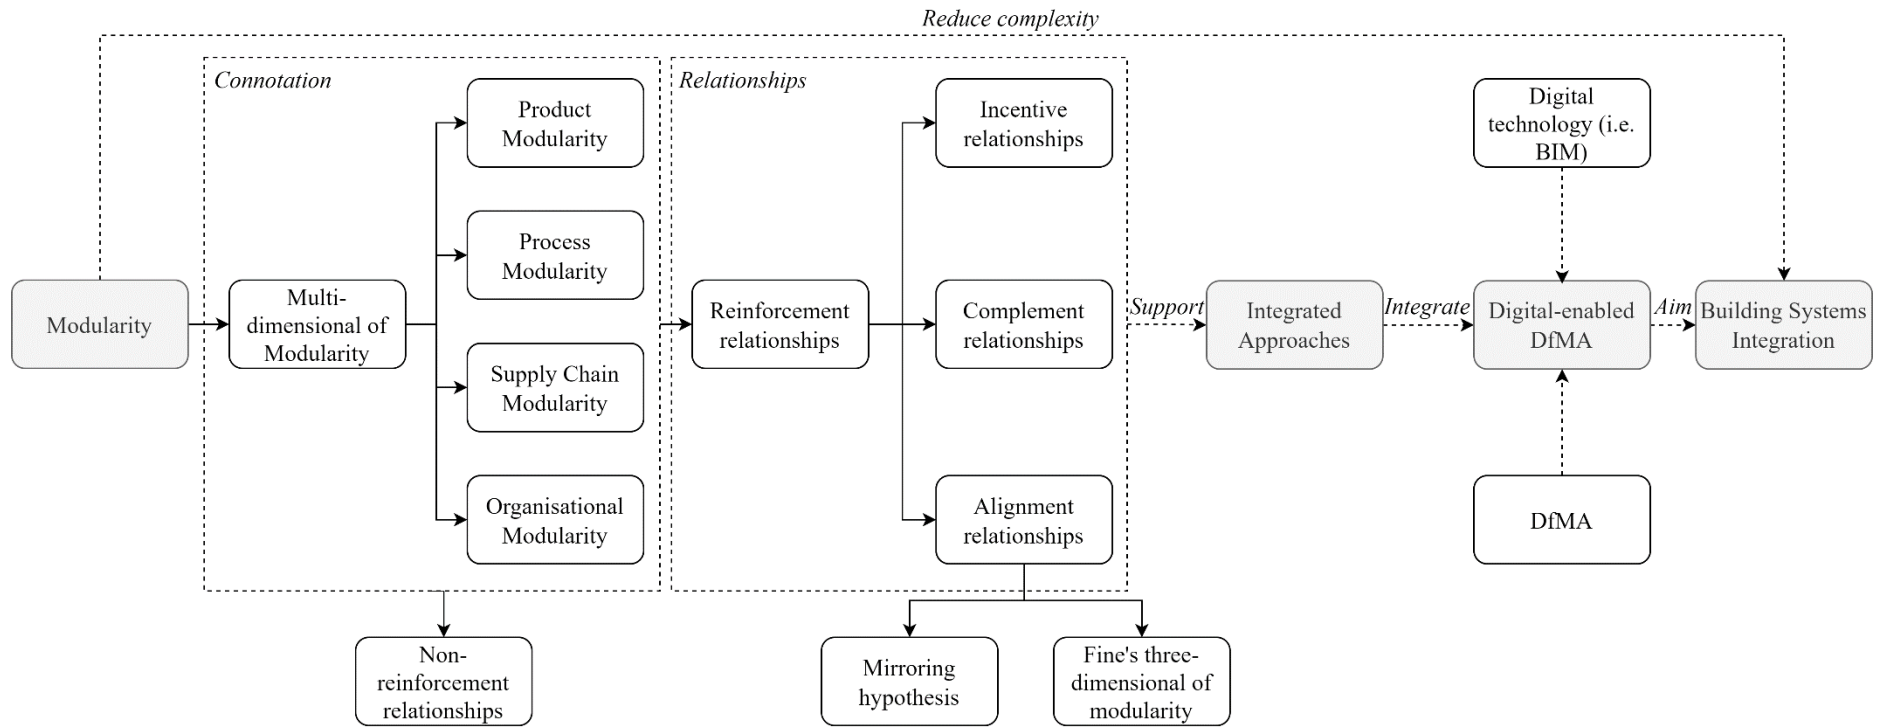 Reduce complexity
Connotation
Relationships
Product
Modularity
Incentive
relationships
Digital
technology (i.e.
BIM)
Process
Modularity
Modularity
Multi-
dimensional of
Modularity
Reinforcement
relationships
Complement
relationships
Support
Integrated
Approaches
Integrate
Digital-enabled
DfMA
Aim
Building Systems
Integration
Supply Chain
Modularity
Organisational
Modularity
Alignment
relationships
DfMA
Non-
reinforcement
relationships
Mirroring
hypothesis
Fine's three-
dimensional of
modularity